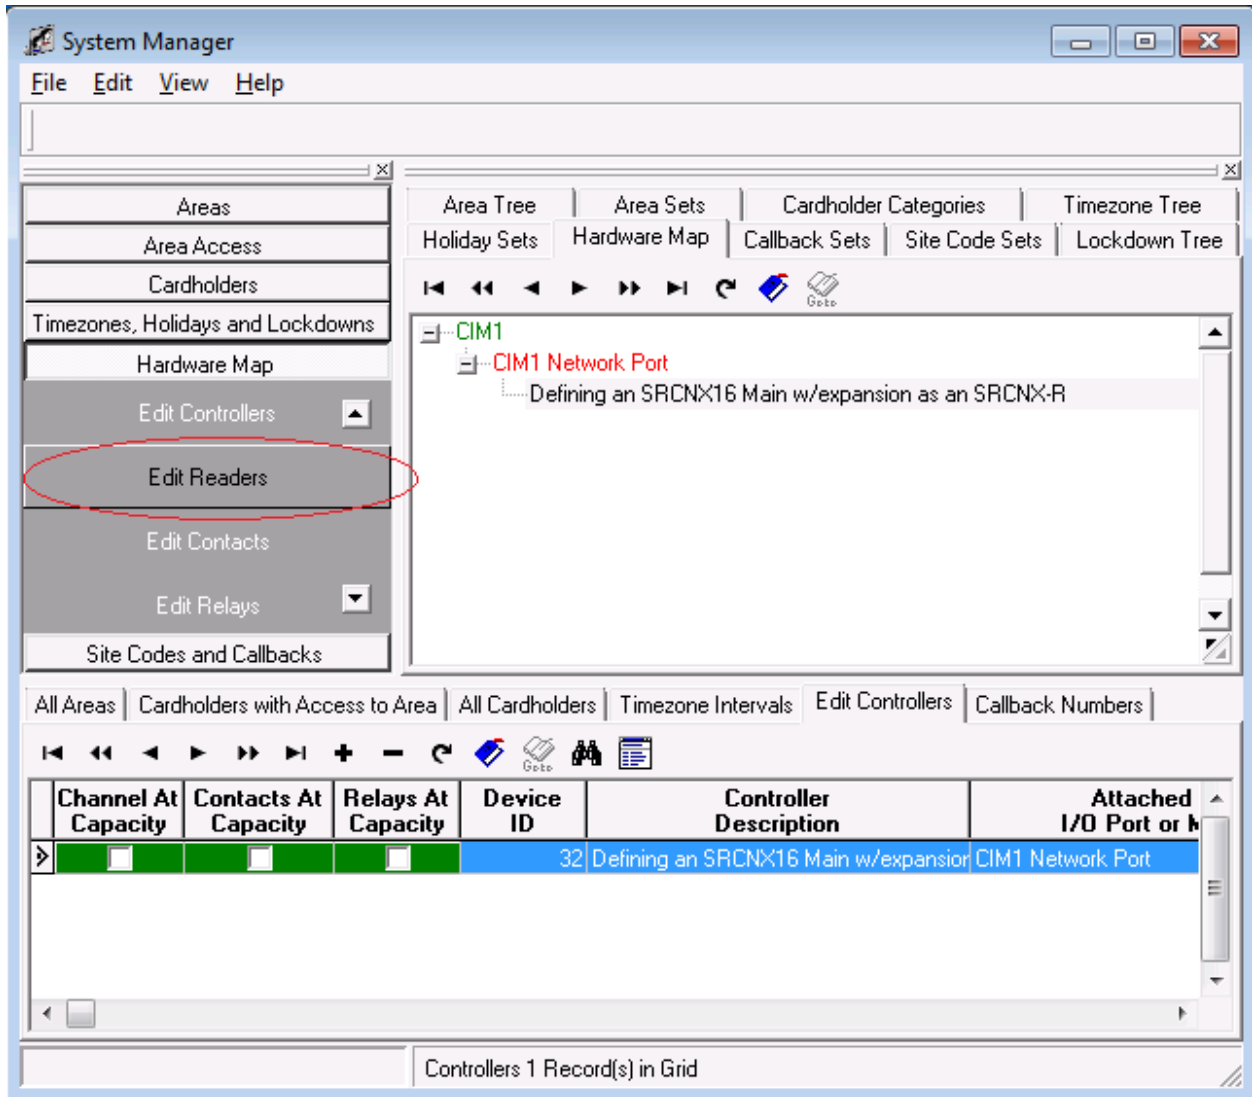 System Manager
File Edit View Help
Areas
Area Access
Cardholders
Timezones, Holidays and Lockdowns
Hardware Map
Edit Controllers
Edit Readers
Edit Contacts
Edit Relays
Site Codes and Callbacks
Area Tree Area Sets Cardholder Categories Timezone Tree
Holiday Sets Hardware Map Callback Sets Site Code Sets Lockdown Tree
Goto
CIM1
CIM1 Network Port
Defining an SRCNX16 Main w/expansion as an SRCNX-R
All Areas Cardholders with Access to Area All Cardholders Timezone Intervals Edit Controllers Callback Numbers
Goto
Channel At Capacity Contacts At Capacity Relays At Capacity Device ID Controller Description Attached I/O Port or
32 Defining an SRCNX16 Main w/expansion CIM1 Network Port
Controllers 1 Record(s) in Grid